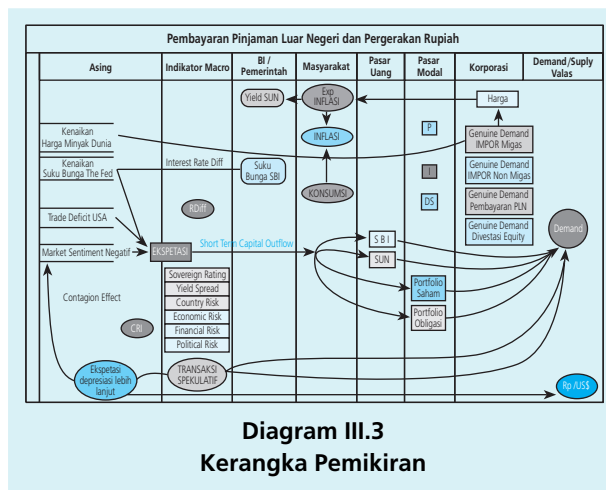 Pembayaran Pinjaman Luar Negeri dan Pergerakan Rupiah
Asing
Indikator Macro
BI /
Pemerintah
Masyarakat
Pasar
Uang
Pasar
Modal
Korporasi
Demand/Suply
Valas
Yield SUN
Exp
INFLASI
Harga
Kenaikan
Harga Minyak Dunia
INFLASI
P
Genuine Demand
IMPOR Migas
Kenaikan
Suku Bunga The Fed
Interest Rate Diff
Suku
Bunga SBI
I
Genuine Demand
IMPOR Non Migas
KONSUMSI
RDiff
DS
Genuine Demand
Pembayaran PLN
Trade Deficit USA
Genuine Demand
Divestasi Equity
Demand
Market Sentiment Negatif
EKSPETASI
Short Term Capital Outflow
S B I
SUN
Sovereign Rating
Yield Spread
Country Risk
Economic Risk
Financial Risk
Political Risk
Portfolio
Saham
Contagion Effect
Portfolio
Obligasi
CRI
Ekspetasi
depresiasi lebih
lanjut
TRANSAKSI
SPEKULATIF
Rp /US$
Diagram III.3
Kerangka Pemikiran